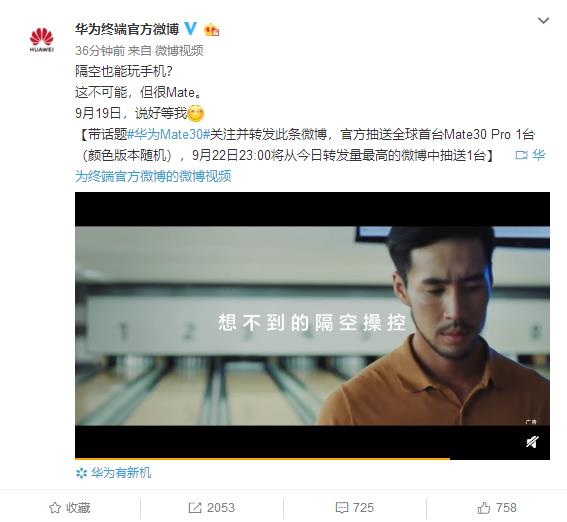 华为终端官方微博
HUAWEI
36分钟前 来自 微博视频
隔空也能玩手机？
这不可能，但很Mate。
9月19日，说好等我
【带话题#华为Mate30#关注并转发此条微博，官方抽送全球首台Mate30 Pro 1台
（颜色版本随机），9月22日23:00将从今日转发量最高的微博中抽送1台】 华
为终端官方微博的微博视频
1 2 8
想不到的隔空操控
广告
华为有新机
收藏 2053 725 758